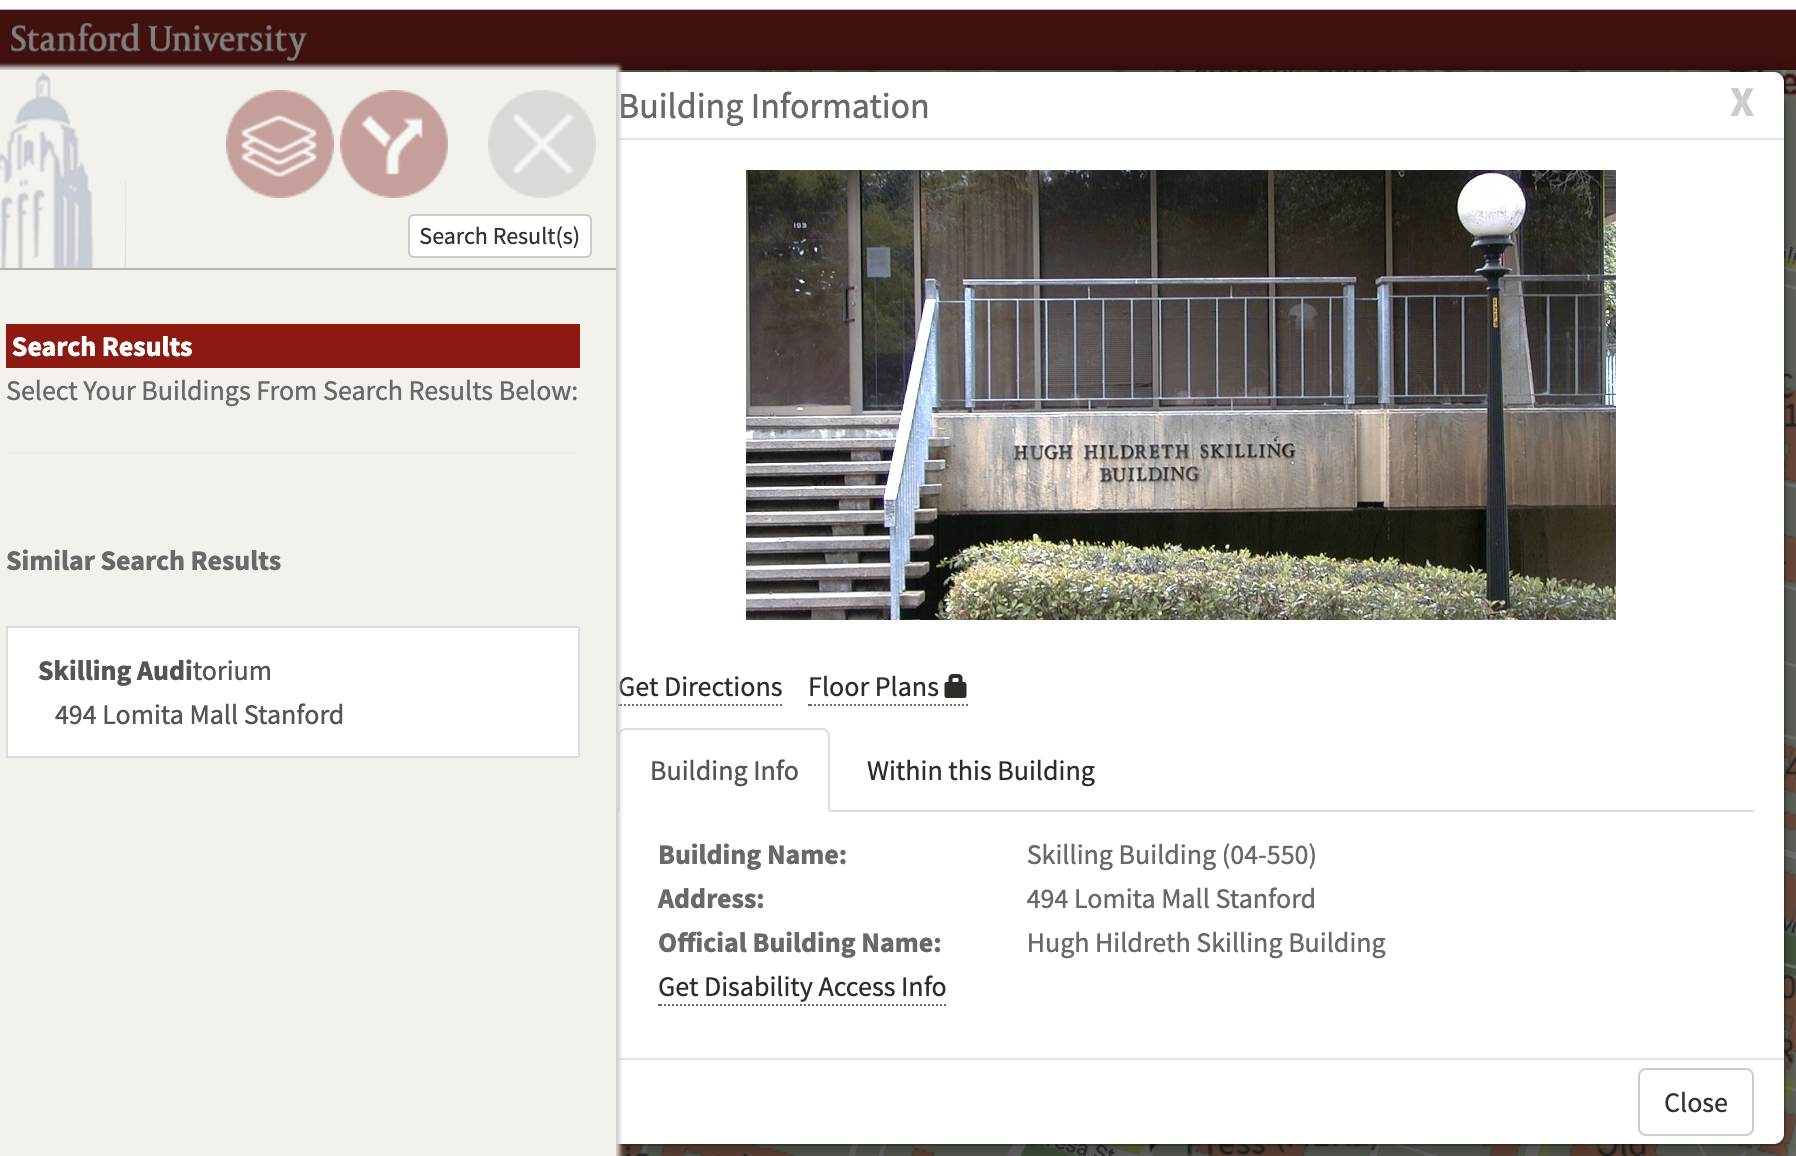 Stanford University
Search Result(s)
Search Results
Select Your Buildings From Search Results Below:
Similar Search Results
Skilling Auditorium
494 Lomita Mall Stanford
Building Information
X
193
HUGH HILDRETH SKILLING
BUILDING
Get Directions Floor Plans
Building Info Within this Building
Building Name: Skilling Building (04-550)
Address: 494 Lomita Mall Stanford
Official Building Name: Hugh Hildreth Skilling Building
Get Disability Access Info
Close